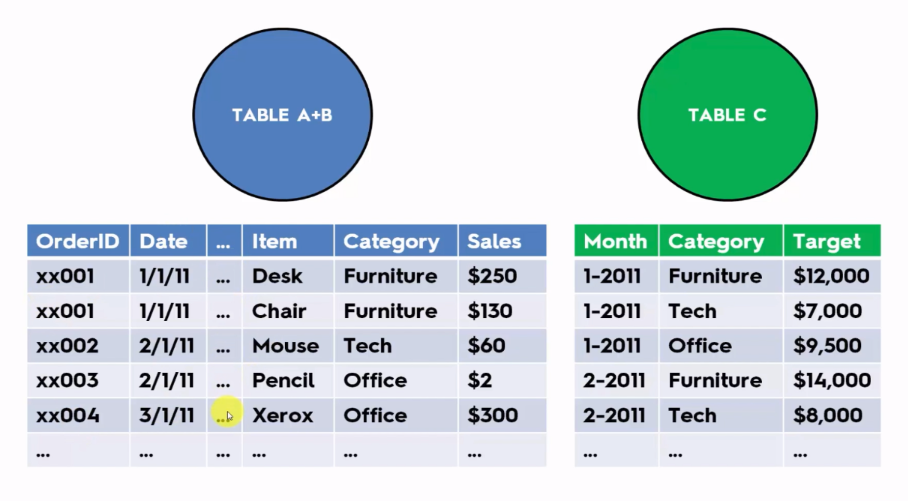 TABLE A+B
TABLE C
OrderID Date ... Item Category Sales
xx001 1/1/11 ... Desk Furniture $250
xx001 1/1/11 ... Chair Furniture $130
xx002 2/1/11 ... Mouse Tech $60
xx003 2/1/11 ... Pencil Office $2
xx004 3/1/11 ... Xerox Office $300
... ... ... ... ... ...
Month Category Target
1-2011 Furniture $12,000
1-2011 Tech $7,000
1-2011 Office $9,500
2-2011 Furniture $14,000
2-2011 Tech $8,000
... ... ...